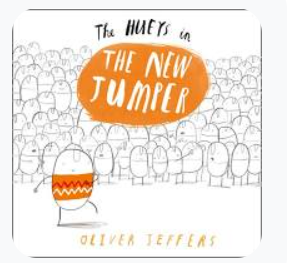 The HUEYS in
THE NEW
JUMPER
OLIVER JEFFERS